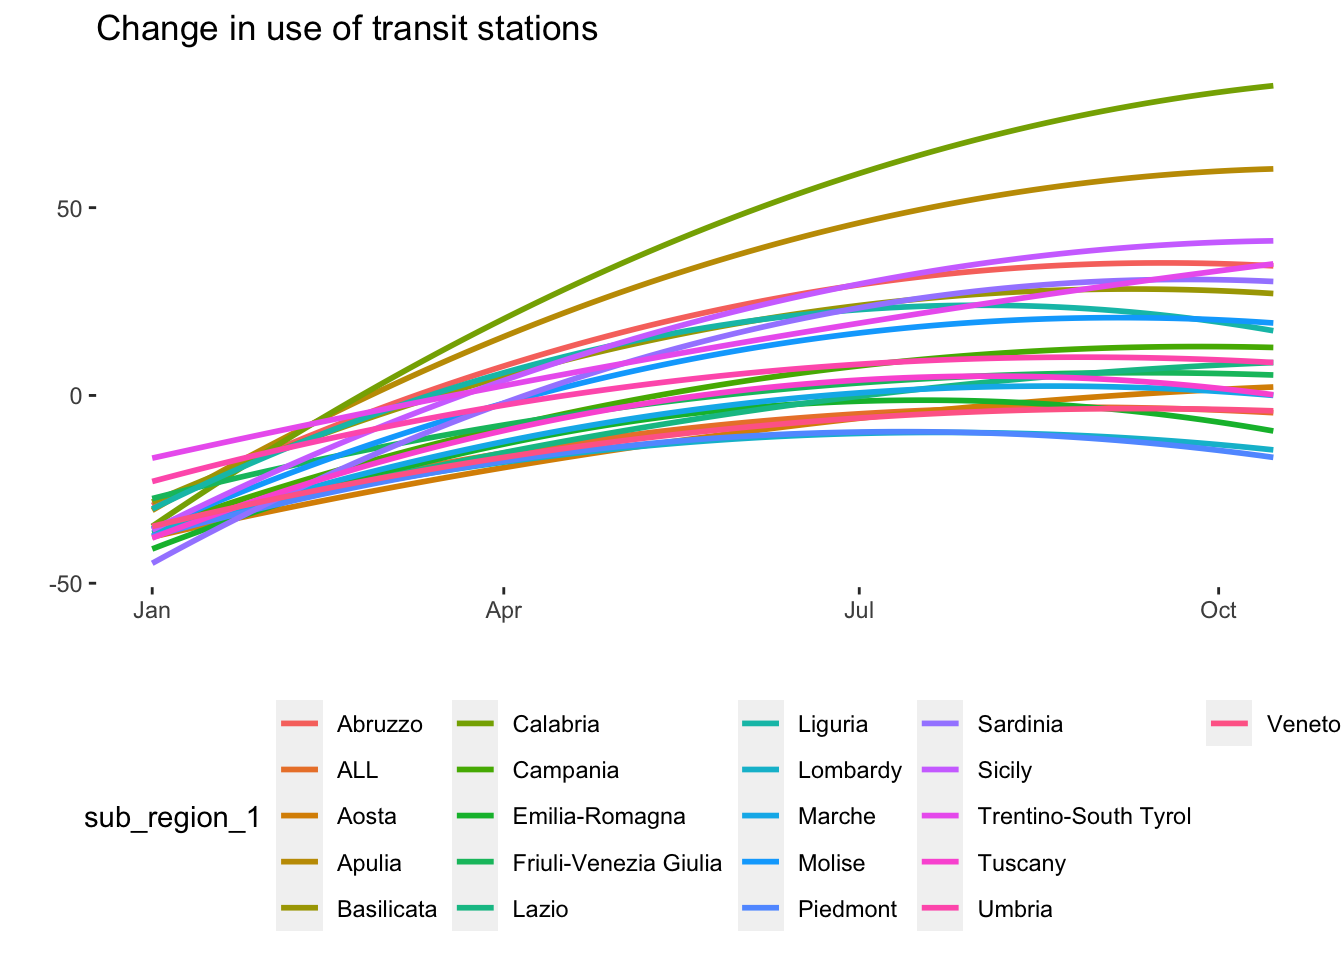 Change in use of transit stations
50
0
-50
Jan Apr Jul Oct
Abruzzo Calabria Liguria Sardinia Veneto
ALL Campania Lombardy Sicily
sub_region_1 Aosta Emilia-Romagna Marche Trentino-South Tyrol
Apulia Friuli-Venezia Giulia Molise Tuscany
Basilicata Lazio Piedmont Umbria